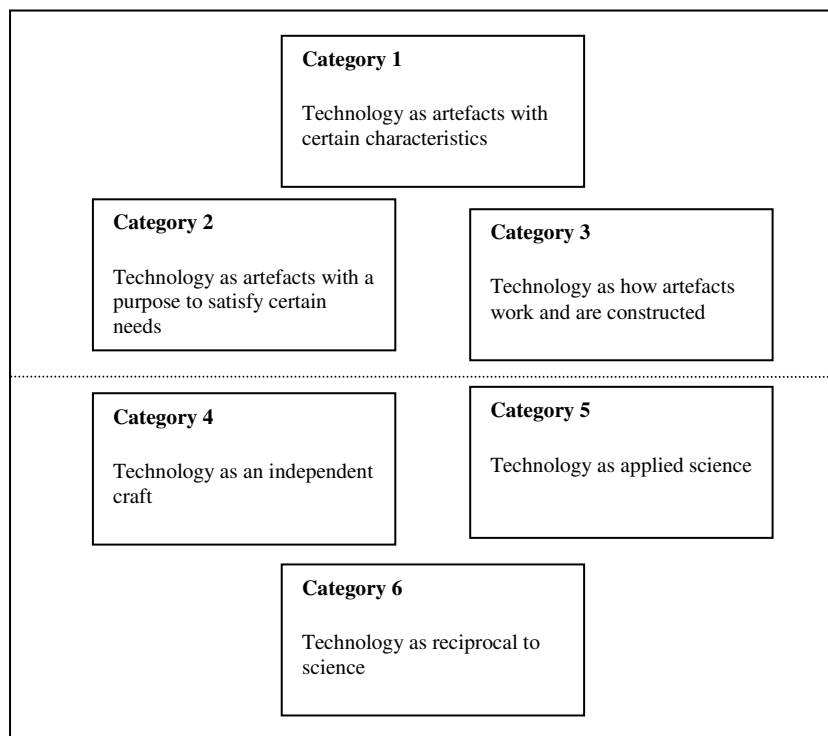 Category 1
Technology as artefacts with
certain characteristics
Category 2
Technology as artefacts with a
purpose to satisfy certain
needs
Category 3
Technology as how artefacts
work and are constructed
Category 4
Technology as an independent
craft
Category 5
Technology as applied science
Category 6
Technology as reciprocal to
science